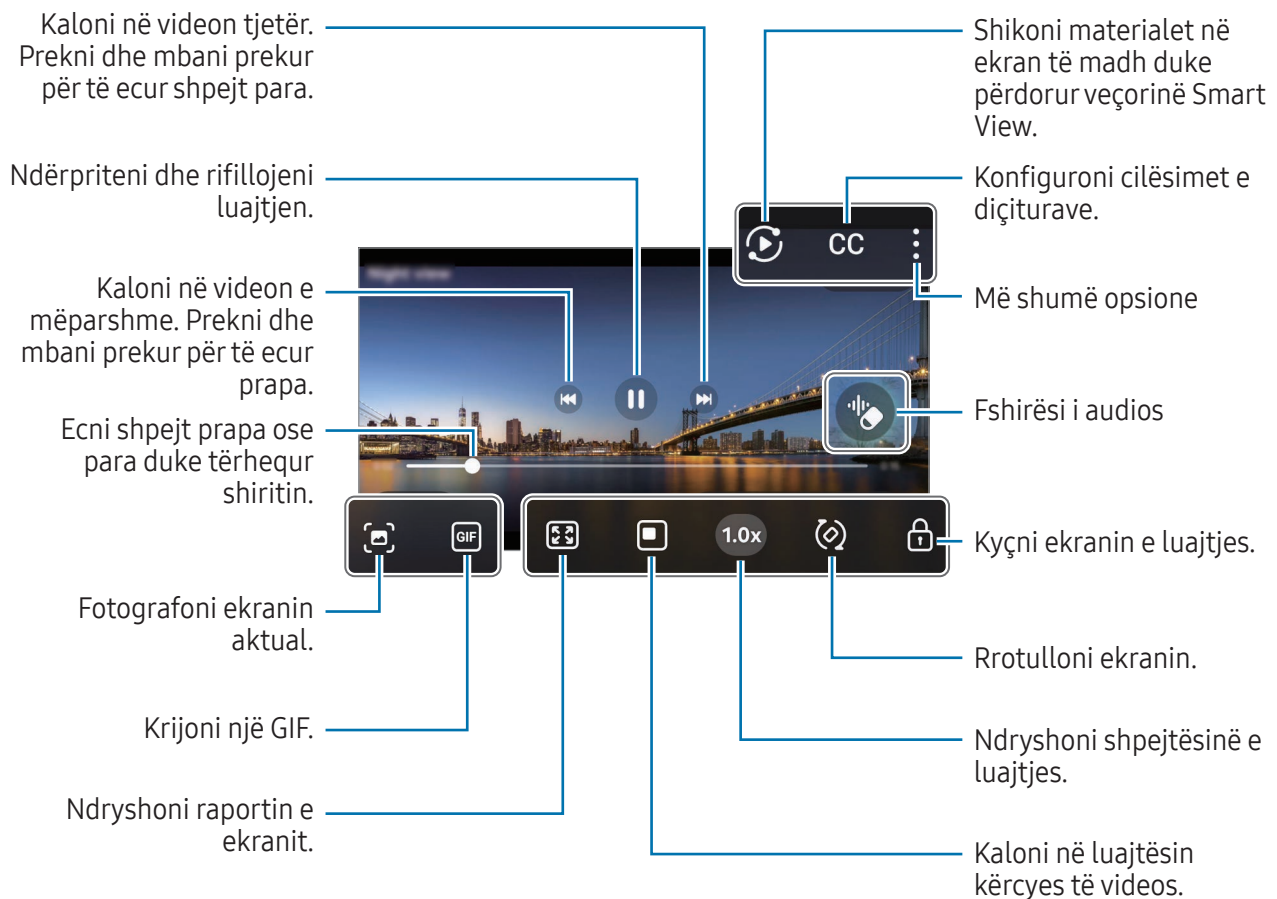 Kaloni në videon tjetër.
Prekni dhe mbani prekur
për të ecur shpejt para.
Ndërpriteni dhe rifillojeni
luajtjen.
Kaloni në videon e
mëparshme. Prekni dhe
mbani prekur për të ecur
prapa.
Ecni shpejt prapa ose
para duke tërhequr
shiritin.
Fotografoni ekranin
aktual.
Krijoni një GIF.
Ndryshoni raportin e
ekranit.
Night view
CC
GIF
1.0x
Shikoni materialet në
ekran të madh duke
përdorur veçorinë Smart
View.
Konfiguroni cilësimet e
diçiturave.
Më shumë opsione
Fshirësi i audios
Kyçni ekranin e luajtjes.
Rrotulloni ekranin.
Ndryshoni shpejtësinë e
luajtjes.
Kaloni në luajtësin
kërcyes të videos.